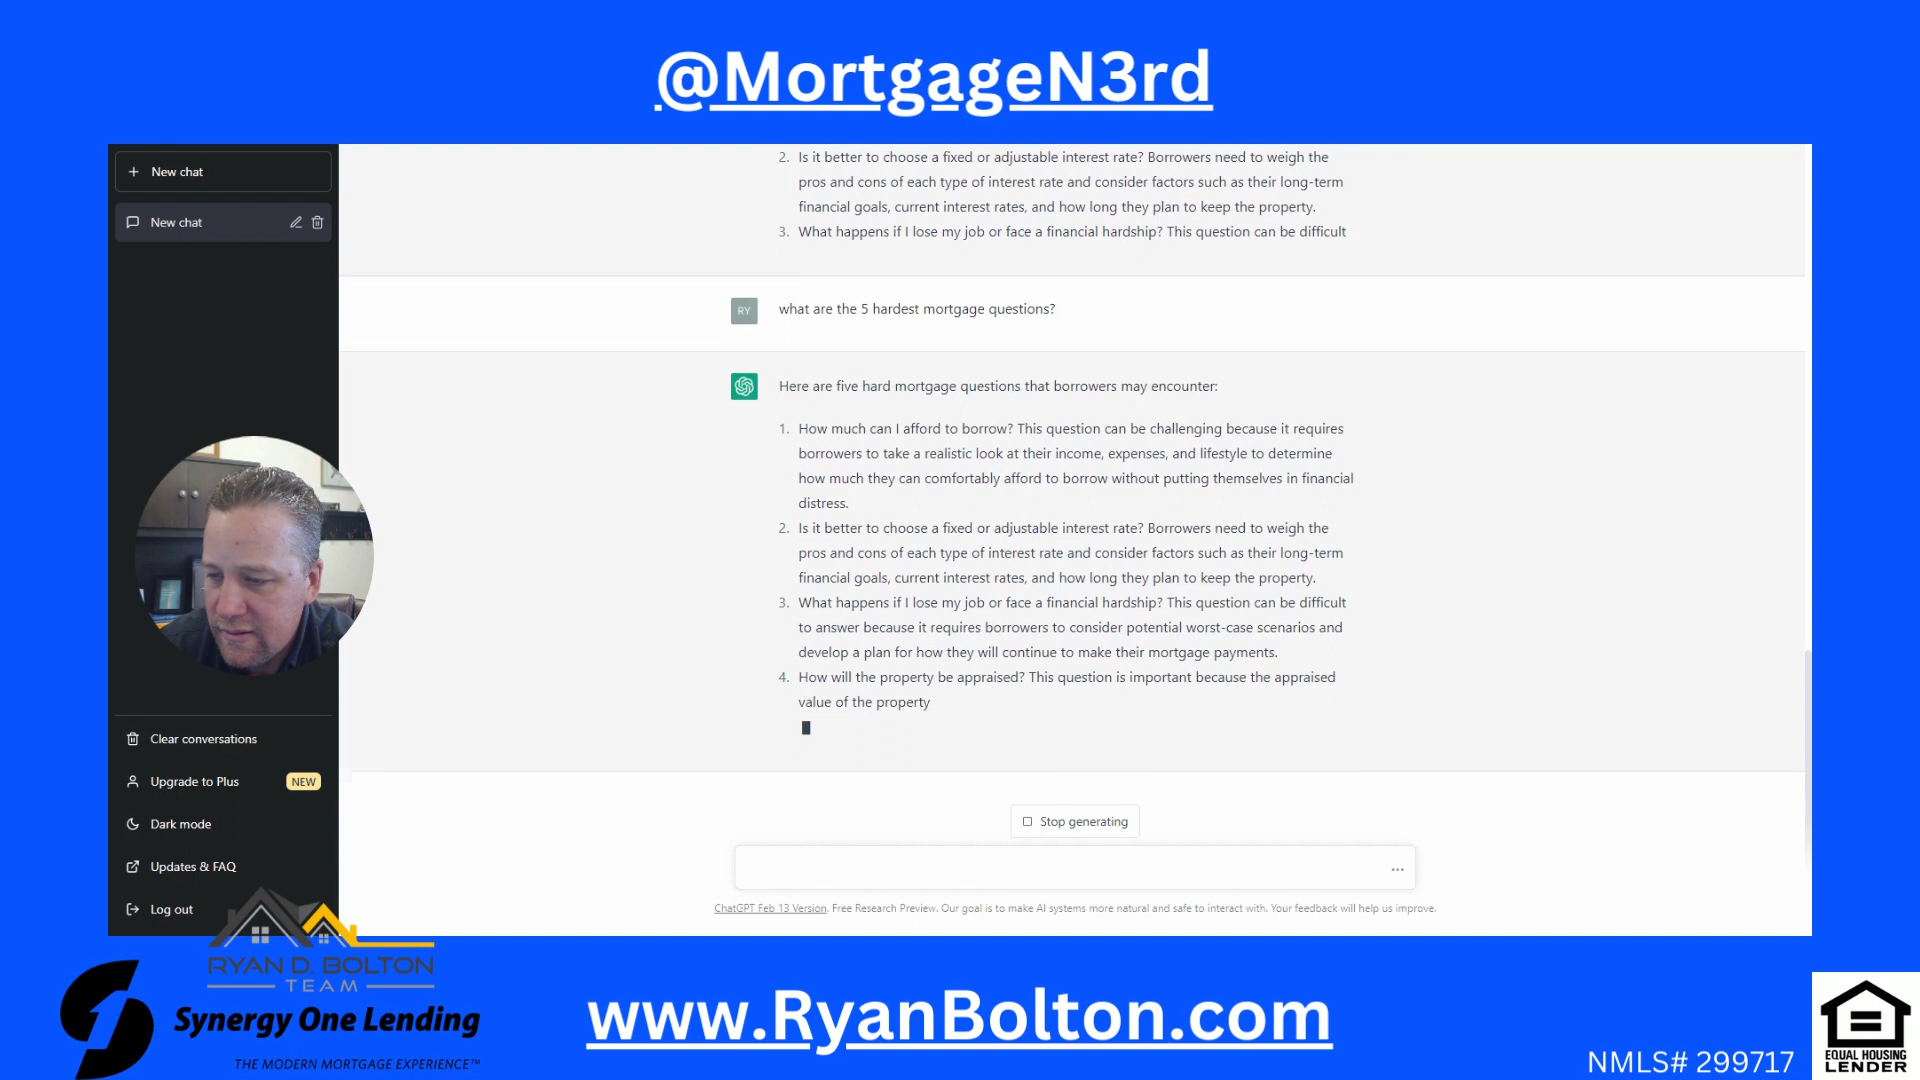 @MortgageN3rd
New chat
New chat
2. Is it better to choose a fixed or adjustable interest rate? Borrowers need to weigh the
pros and cons of each type of interest rate and consider factors such as their long-term
financial goals, current interest rates, and how long they plan to keep the property.
3. What happens if I lose my job or face a financial hardship? This question can be difficult
RY
what are the 5 hardest mortgage questions?
Here are five hard mortgage questions that borrowers may encounter:
1. How much can I afford to borrow? This question can be challenging because it requires
borrowers to take a realistic look at their income, expenses, and lifestyle to determine
how much they can comfortably afford to borrow without putting themselves in financial
distress.
2. Is it better to choose a fixed or adjustable interest rate? Borrowers need to weigh the
pros and cons of each type of interest rate and consider factors such as their long-term
financial goals, current interest rates, and how long they plan to keep the property.
3. What happens if I lose my job or face a financial hardship? This question can be difficult
to answer because it requires borrowers to consider potential worst-case scenarios and
develop a plan for how they will continue to make their mortgage payments.
4. How will the property be appraised? This question is important because the appraised
value of the property
Clear conversations
Upgrade to Plus NEW
Dark mode
Updates & FAQ
Log out
Stop generating
...
ChatGPT Feb 13 Version. Free Research Preview. Our goal is to make AI systems more natural and safe to interact with. Your feedback will help us improve.
RYAN D. BOLTON
TEAM
Synergy One Lending
THE MODERN MORTGAGE EXPERIENCE™
www.RyanBolton.com
NMLS# 299717
EQUAL HOUSING
LENDER